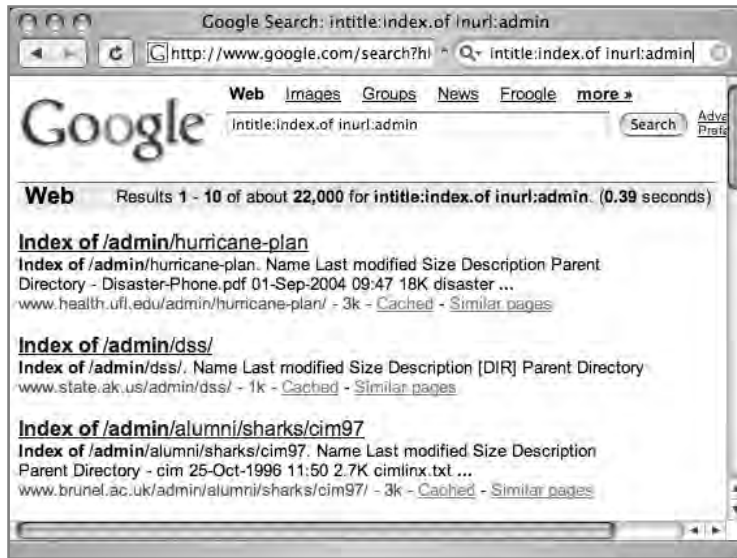 Google Search: intitle:index.of inurl:admin
http://www.google.com/search?hl intitle:index.of inurl:admin
Web Images Groups News Froogle more »
Google intitle:index.of inurl:admin Search
Web Results 1 - 10 of about 22,000 for intitle:index.of inurl:admin. (0.39 seconds)
Index of /admin/hurricane-plan
Index of /admin/hurricane-plan. Name Last modified Size Description Parent
Directory - Disaster-Phone.pdf 01-Sep-2004 09:47 18K disaster ...
www.health.ufl.edu/admin/hurricane-plan/ - 3k - Cached - Similar pages
Index of /admin/dss/
Index of /admin/dss/. Name Last modified Size Description [DIR] Parent Directory
www.state.ak.us/admin/dss/ - 1k - Cached - Similar pages
Index of /admin/alumni/sharks/cim97
Index of /admin/alumni/sharks/cim97. Name Last modified Size Description
Parent Directory - cim 25-Oct-1996 11:50 2.7K cimlinx.txt ...
www.brunel.ac.uk/admin/alumni/sharks/cim97/ - 3k - Cached - Similar pages